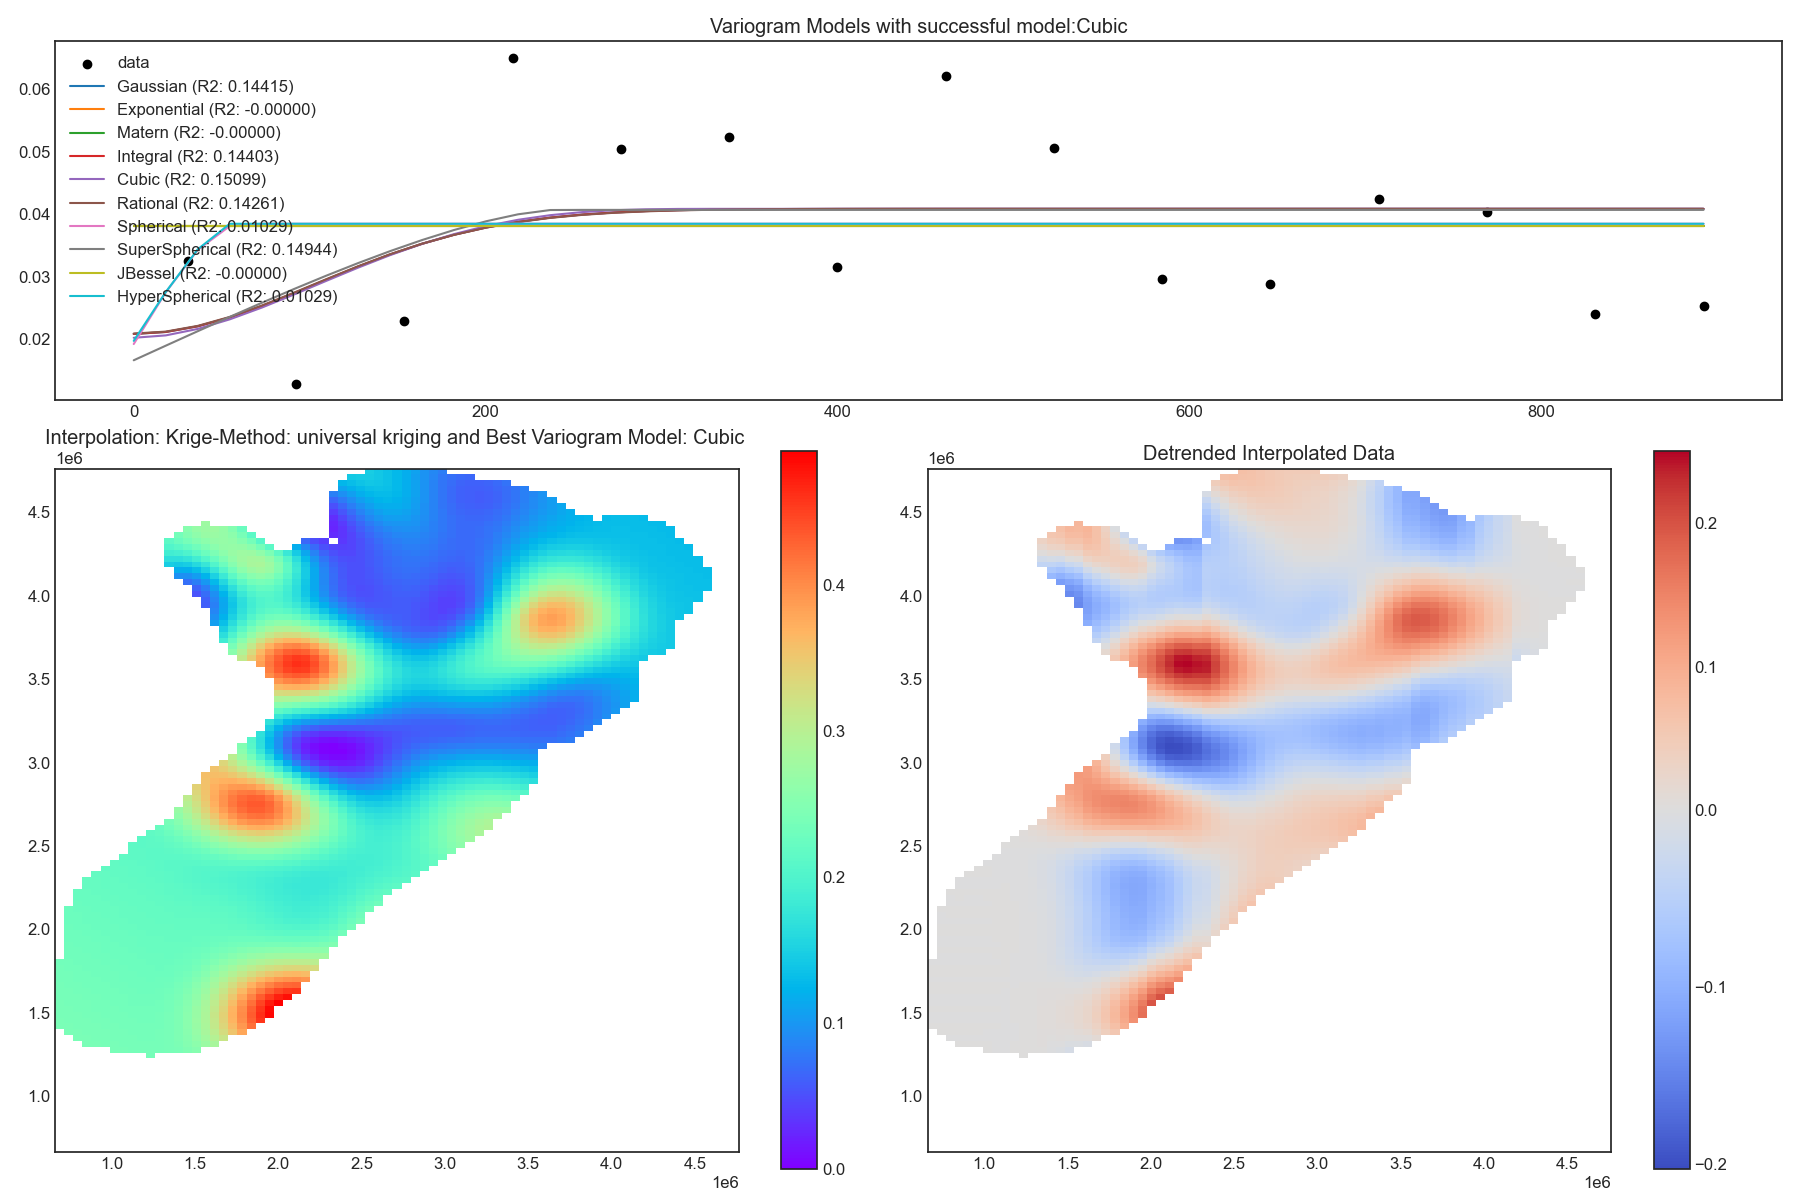 Variogram Models with successful model:Cubic
data
Gaussian (R2: 0.14415)
Exponential (R2: -0.00000)
Matern (R2: -0.00000)
Integral (R2: 0.14403)
Cubic (R2: 0.15099)
Rational (R2: 0.14261)
Spherical (R2: 0.01029)
SuperSpherical (R2: 0.14944)
JBessel (R2: -0.00000)
HyperSpherical (R2: 0.01029)
0.06
0.05
0.04
0.03
0.02
0 200 400 600 800
Interpolation: Krige-Method: universal kriging and Best Variogram Model: Cubic
1e6
4.5
4.0
3.5
3.0
2.5
2.0
1.5
1.0
1.0 1.5 2.0 2.5 3.0 3.5 4.0 4.5
1e6
0.4
0.3
0.2
0.1
0.0
Detrended Interpolated Data
1e6
4.5
4.0
3.5
3.0
2.5
2.0
1.5
1.0
1.0 1.5 2.0 2.5 3.0 3.5 4.0 4.5
1e6
0.2
0.1
0.0
−0.1
−0.2